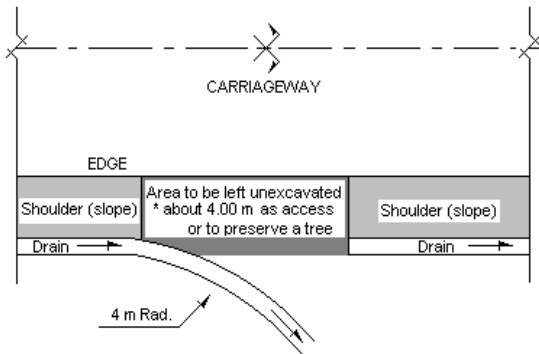 CARRIAGEWAY
EDGE
Shoulder (slope)
Area to be left unexcavated
* about 4.00 m as access
or to preserve a tree
Shoulder (slope)
Drain
Drain
4 m Rad.